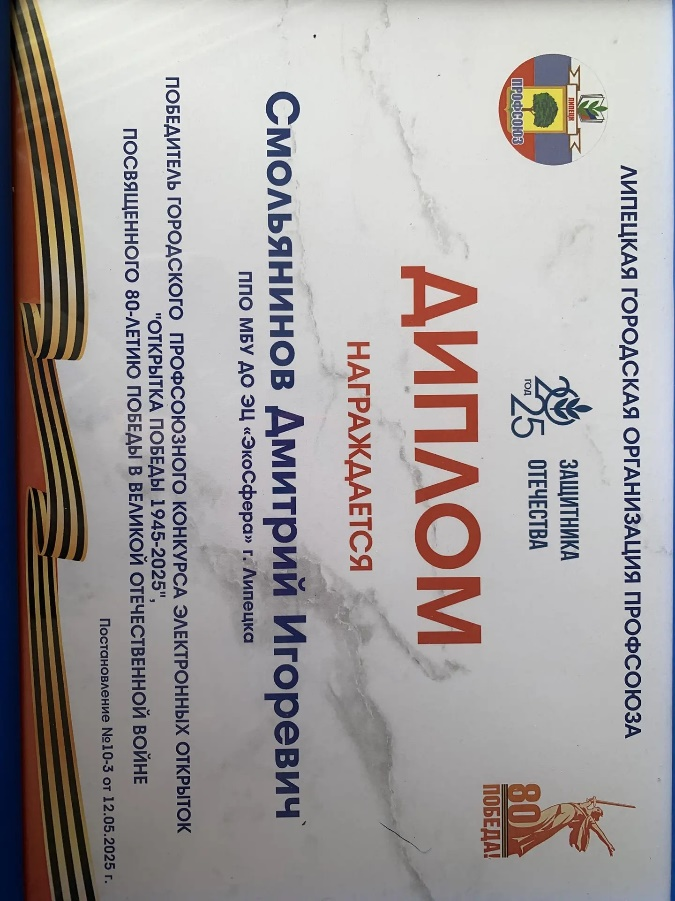 ЛИПЕЦКАЯ ГОРОДСКАЯ ОРГАНИЗАЦИЯ ПРОФСОЮЗА
ЛИПЕЦК
ПРОФСОЮЗ
2025
ГОД
ЗАЩИТНИКА
ОТЕЧЕСТВА
80
ПОБЕДА!
ДИПЛОМ
НАГРАЖДАЕТСЯ
Смольянинов Дмитрий Игоревич
ППО МБУ ДО ЭЦ «ЭкоСфера» г. Липецка
ПОБЕДИТЕЛЬ ГОРОДСКОГО ПРОФСОЮЗНОГО КОНКУРСА ЭЛЕКТРОННЫХ ОТКРЫТОК
"ОТКРЫТКА ПОБЕДЫ 1945-2025",
ПОСВЯЩЕННОГО 80-ЛЕТИЮ ПОБЕДЫ В ВЕЛИКОЙ ОТЕЧЕСТВЕННОЙ ВОЙНЕ
Постановление №10-3 от 12.05.2025 г.